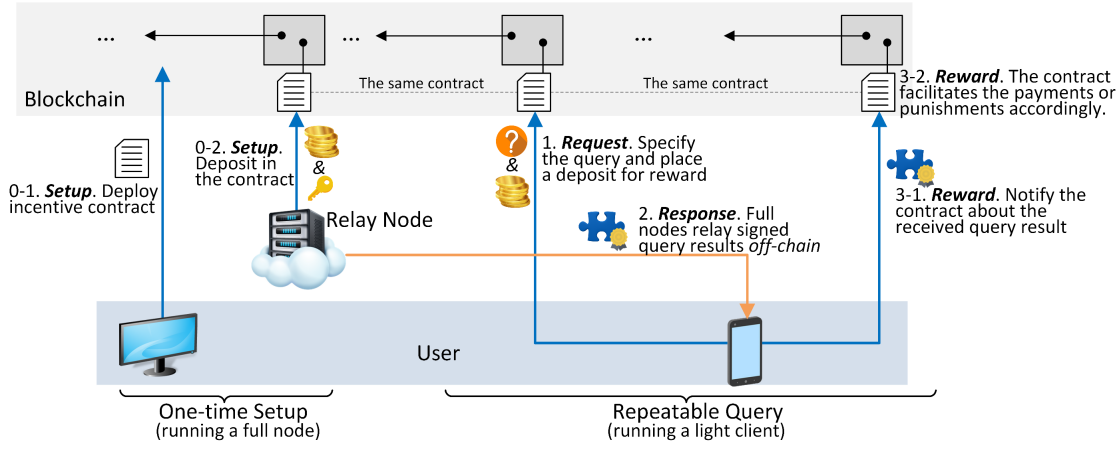 ...
...
...
The same contract
The same contract
Blockchain
3-2. Reward. The contract
facilitates the payments or
punishments accordingly.
0-1. Setup. Deploy
incentive contract
0-2. Setup.
Deposit in
the contract
&
Relay Node
?
&
1. Request. Specify
the query and place
a deposit for reward
2. Response. Full
nodes relay signed
query results off-chain
3-1. Reward. Notify the
contract about the
received query result
User
One-time Setup
(running a full node)
Repeatable Query
(running a light client)